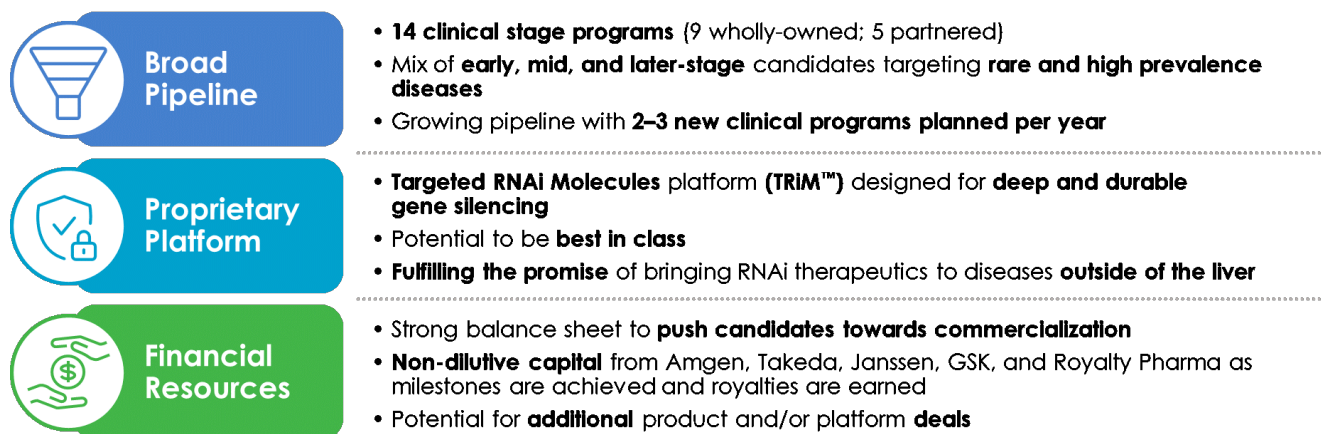 Broad
Pipeline
• 14 clinical stage programs (9 wholly-owned; 5 partnered)
• Mix of early, mid, and later-stage candidates targeting rare and high prevalence
diseases
• Growing pipeline with 2–3 new clinical programs planned per year
Proprietary
Platform
• Targeted RNAi Molecules platform (TRiM™) designed for deep and durable
gene silencing
• Potential to be best in class
• Fulfilling the promise of bringing RNAi therapeutics to diseases outside of the liver
Financial
Resources
• Strong balance sheet to push candidates towards commercialization
• Non-dilutive capital from Amgen, Takeda, Janssen, GSK, and Royalty Pharma as
milestones are achieved and royalties are earned
• Potential for additional product and/or platform deals